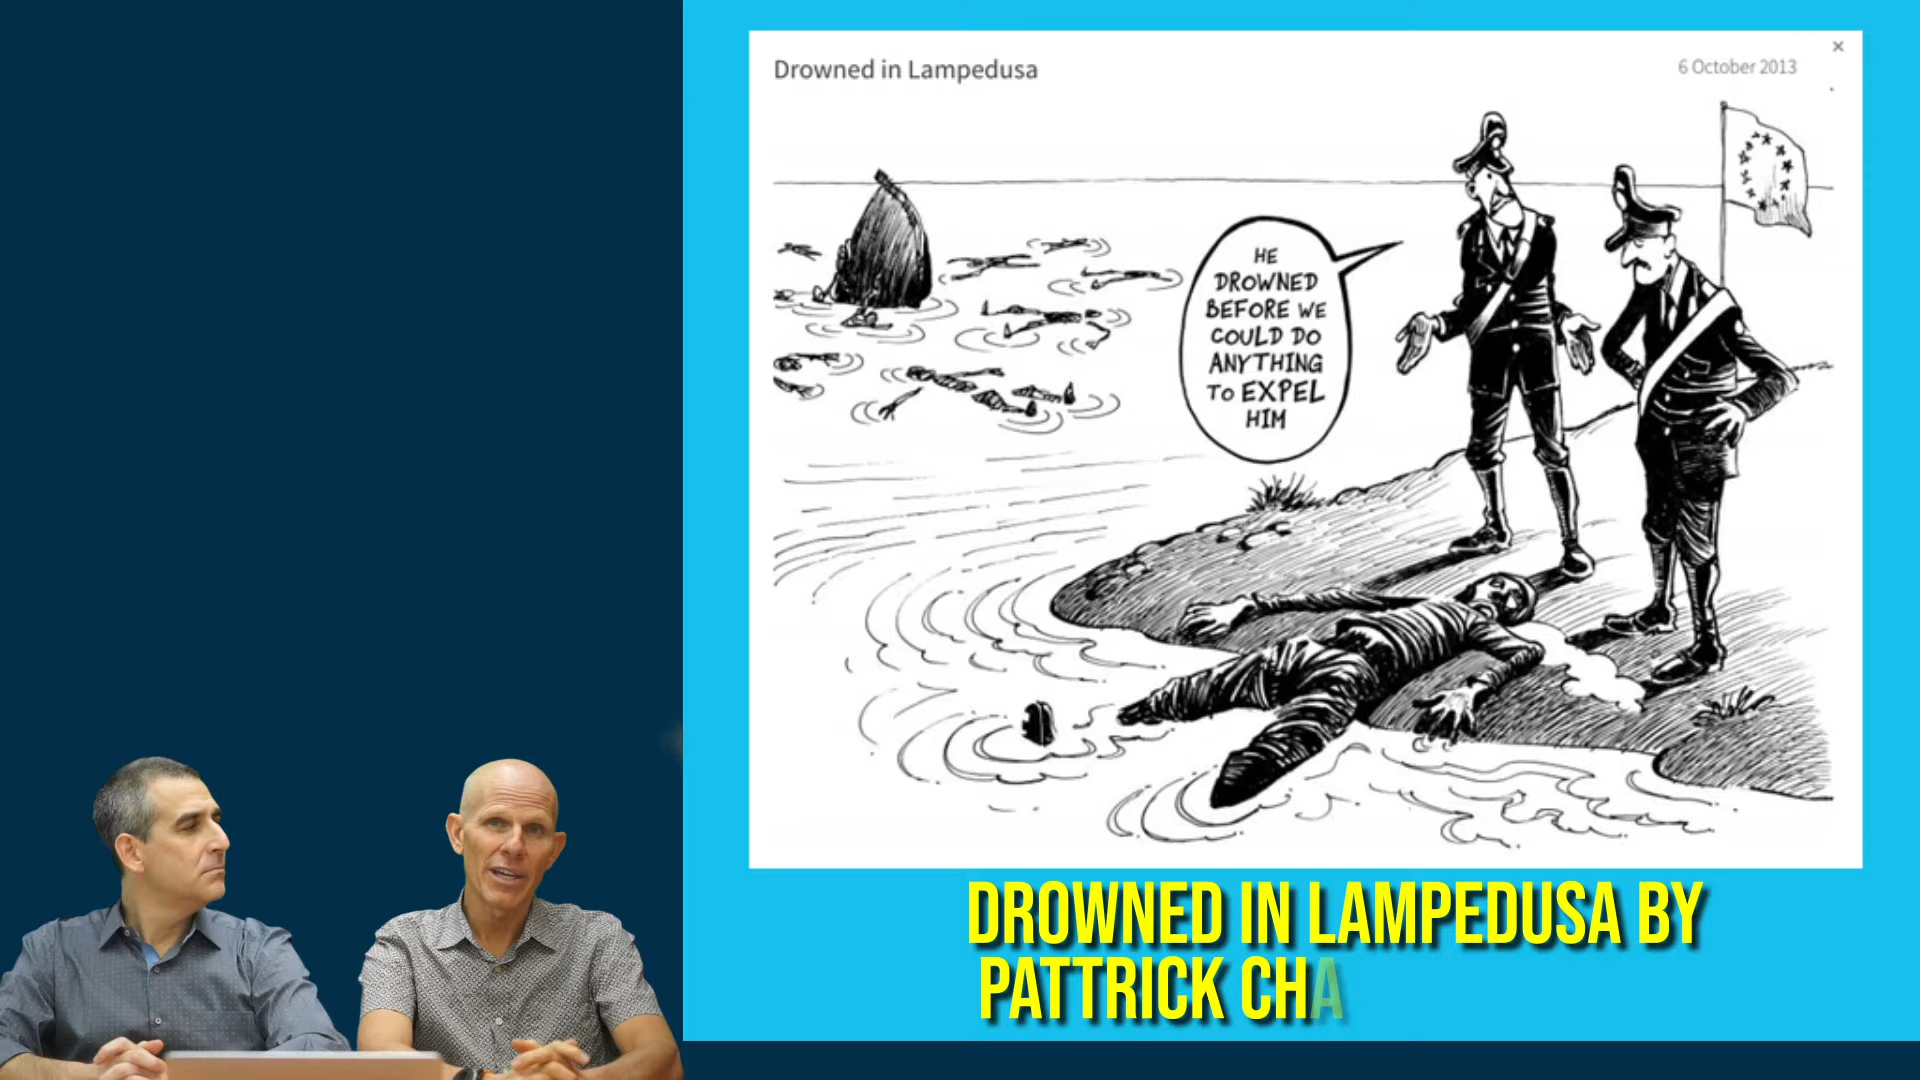 Drowned in Lampedusa
6 October 2013
HE
DROWNED
BEFORE WE
COULD DO
ANYTHING
TO EXPEL
HIM
DROWNED IN LAMPEDUSA BY
PATTRICK CHA